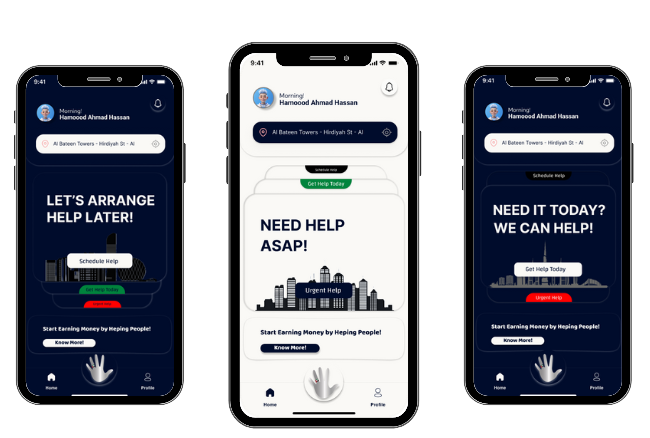 9:41
Morning!
Hamoood Ahmad Hassan
Al Bateen Towers - Hirdiyah St - Al
LET'S ARRANGE
HELP LATER!
Schedule Help
Get Help Today
Start Earning Money by Heping People!
Know More!
Home
Profile
9:41
Morning!
Hamoood Ahmad Hassan
Al Bateen Towers - Hirdiyah St - Al
Schedule Help
Get Help Today
NEED HELP
ASAP!
Urgent Help
Start Earning Money by Heping People!
Know More!
Home
Profile
9:41
Morning!
Hamoood Ahmad Hassan
Al Bateen Towers - Hirdiyah St - Al
Schedule Help
NEED IT TODAY?
WE CAN HELP!
Get Help Today
Urgent Help
Start Earning Money by Heping People!
Know More!
Home
Profile